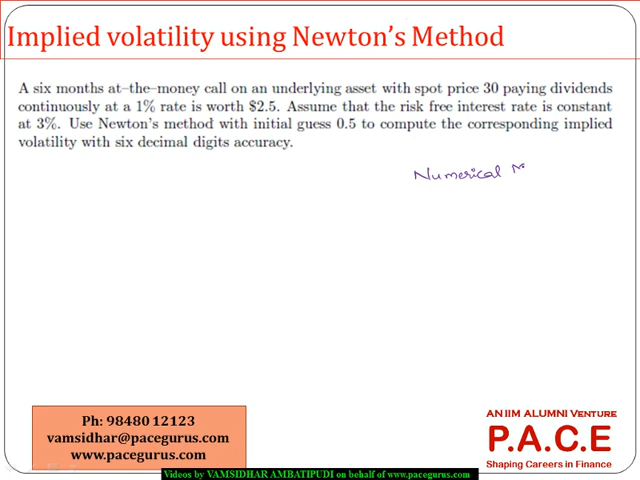 Implied volatility using Newton's Method
A six months at–the–money call on an underlying asset with spot price 30 paying dividends
continuously at a 1% rate is worth $2.5. Assume that the risk free interest rate is constant
at 3%. Use Newton's method with initial guess 0.5 to compute the corresponding implied
volatility with six decimal digits accuracy.
Numerical
Ph: 98480 12123
vamsidhar@pacegurus.com
www.pacegurus.com
AN IIM ALUMNI VENTURE
P.A.C.E
Shaping Careers in Finance
Videos by VAMSIDHAR AMBATIPUDI on behalf of www.pacegurus.com